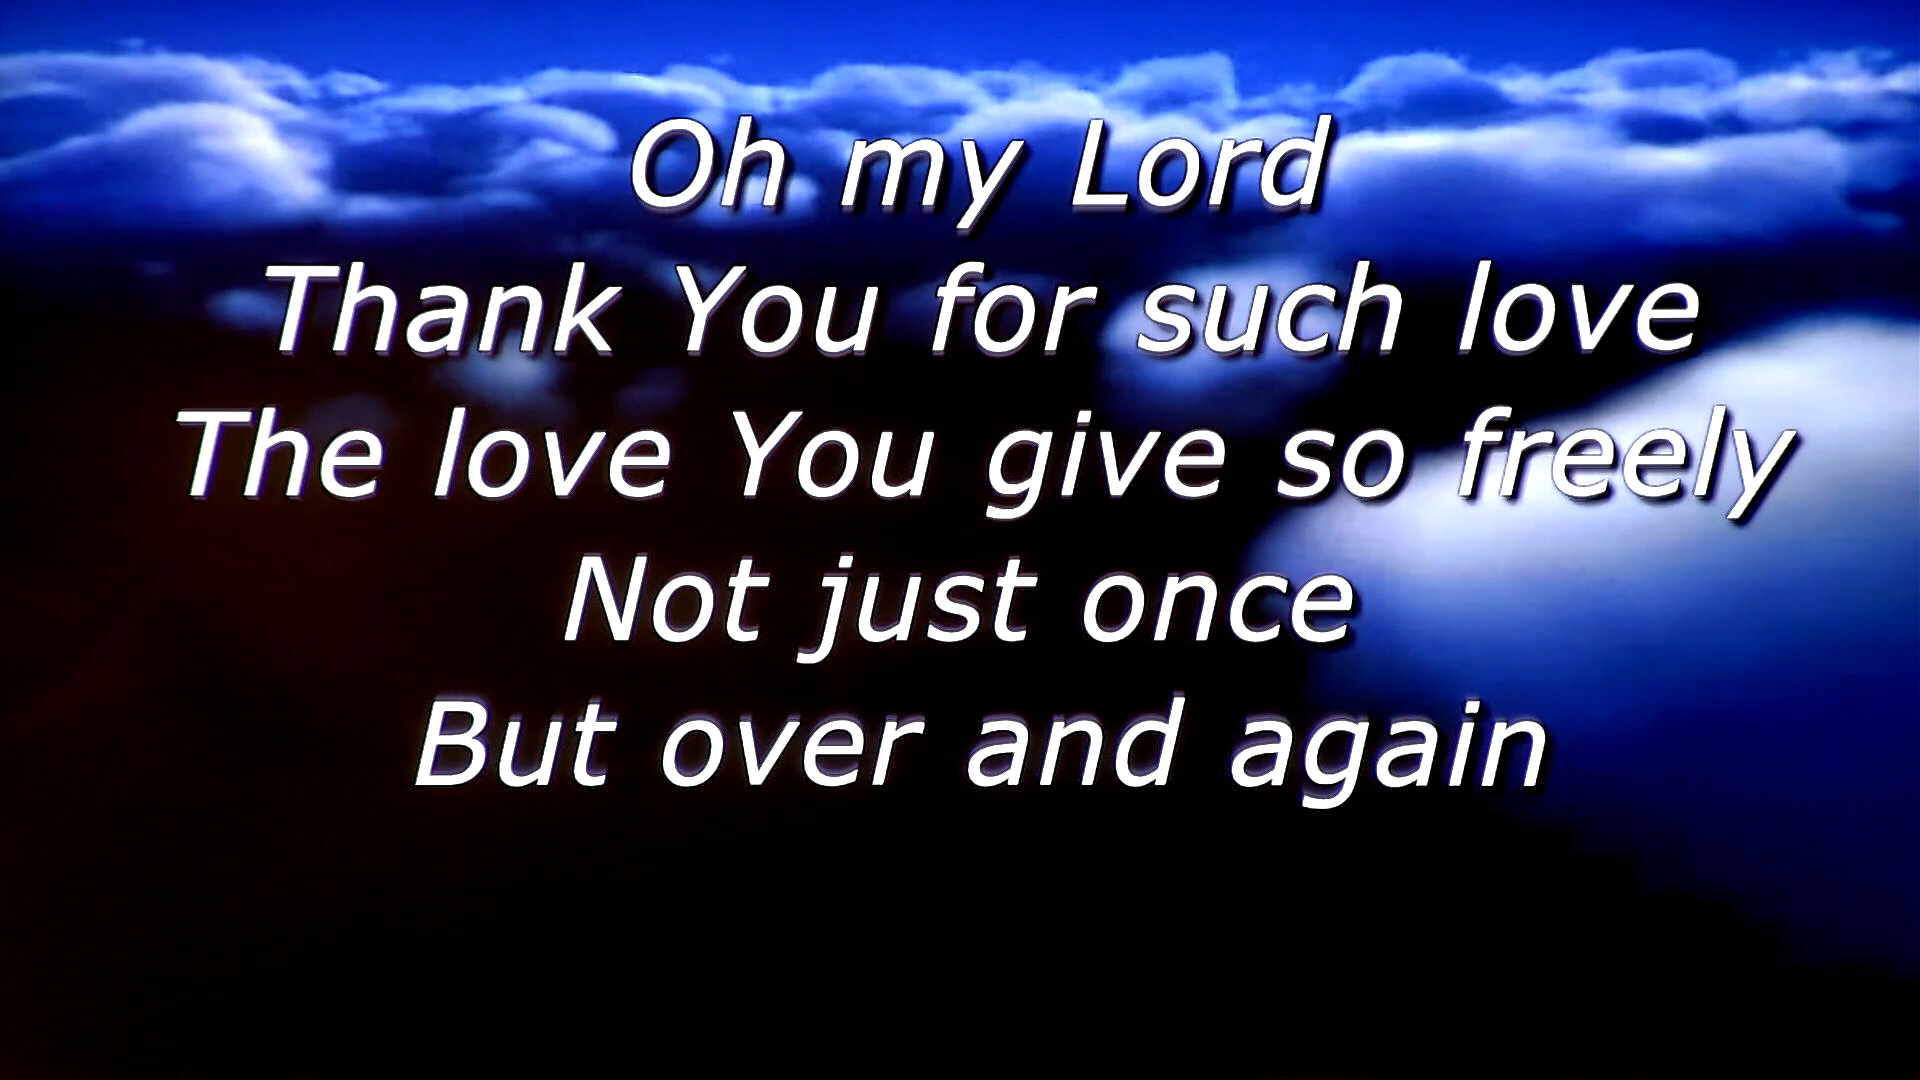 Oh my Lord
Thank You for such love
The love You give so freely
Not just once
But over and again